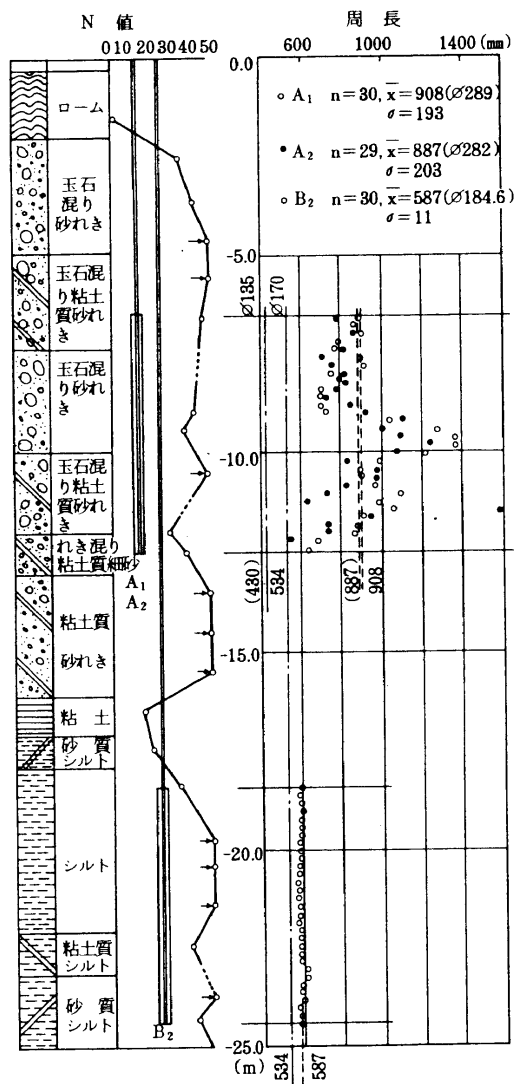 N 値
0 10 20 30 40 50
周長
600 1000 1400 (mm)
0.0
○ A₁ n=30, x̄=908(∅289)
σ=193
● A₂ n=29, x̄=887(∅282)
σ=203
○ B₂ n=30, x̄=587(∅184.6)
σ=11
ローム
玉石
混り
砂れき
-5.0
玉石混
り粘土
質砂れ
き
∅135
∅170
玉石混
り砂れ
き
-10.0
玉石混
り粘土
質砂れ
き
れき混り
粘土質細砂
A₁
A₂
(430)
534
(887)
908
粘土質
砂れき
-15.0
粘土
砂質
シルト
シルト
-20.0
粘土質
シルト
砂質
シルト
B₂
-25.0
(m)
534
587